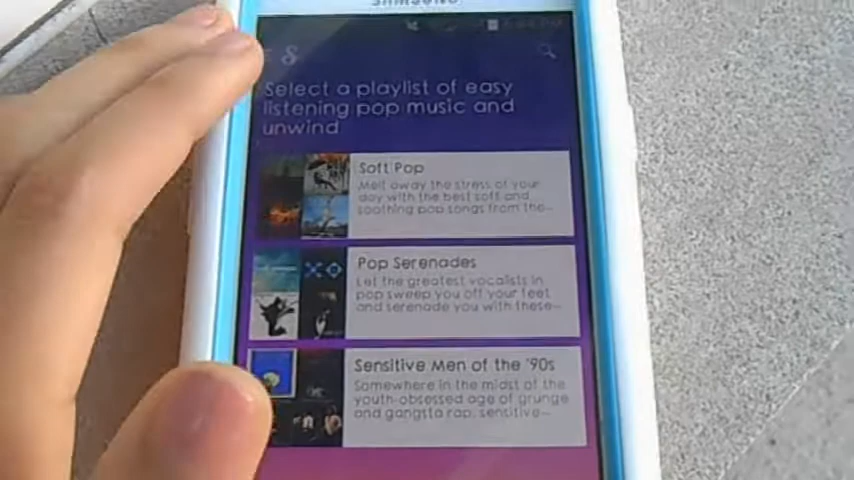 SAMSUNG
S
Select a playlist of easy
listening pop music and
unwind
Soft Pop
Melt away the stress of your
day with the best soft and
soothing pop songs from the...
Pop Serenades
Let the greatest vocalists in
pop sweep you off your feet
and serenade you with these...
Sensitive Men of the '90s
Somewhere in the midst of the
youth-obsessed age of grunge
and gangsta rap, sensitive...